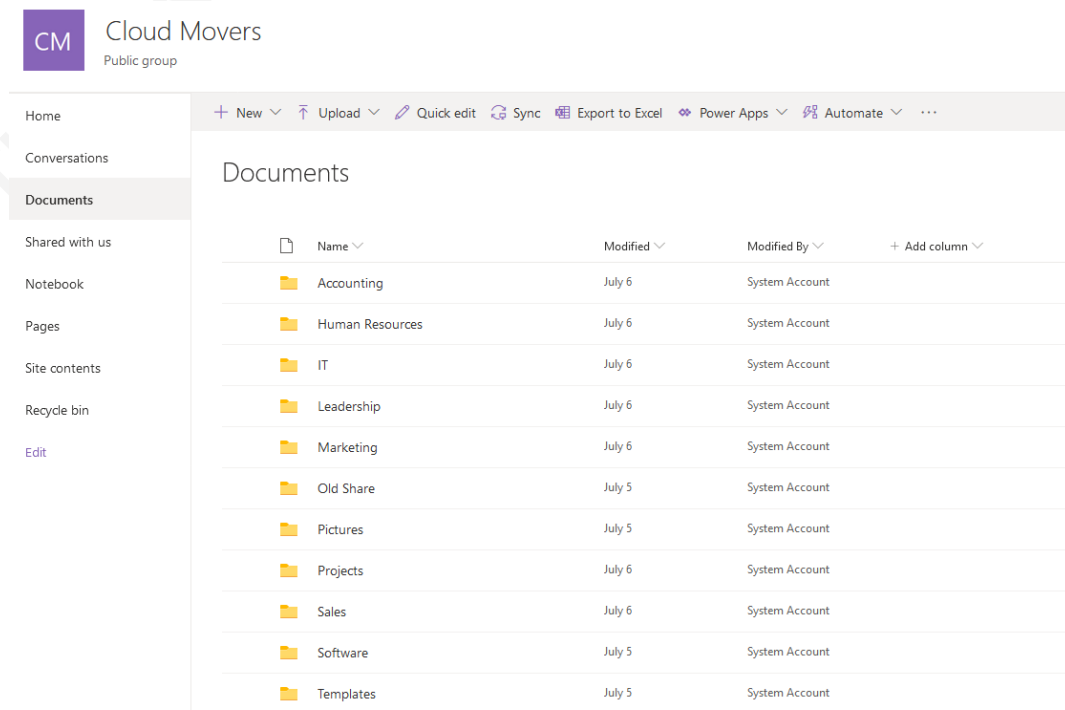 CM
Cloud Movers
Public group
Home
Conversations
Documents
Shared with us
Notebook
Pages
Site contents
Recycle bin
Edit
New Upload Quick edit Sync Export to Excel Power Apps Automate ...
Documents
Name Modified Modified By + Add column
Accounting July 6 System Account
Human Resources July 6 System Account
IT July 6 System Account
Leadership July 6 System Account
Marketing July 6 System Account
Old Share July 5 System Account
Pictures July 5 System Account
Projects July 6 System Account
Sales July 6 System Account
Software July 5 System Account
Templates July 5 System Account